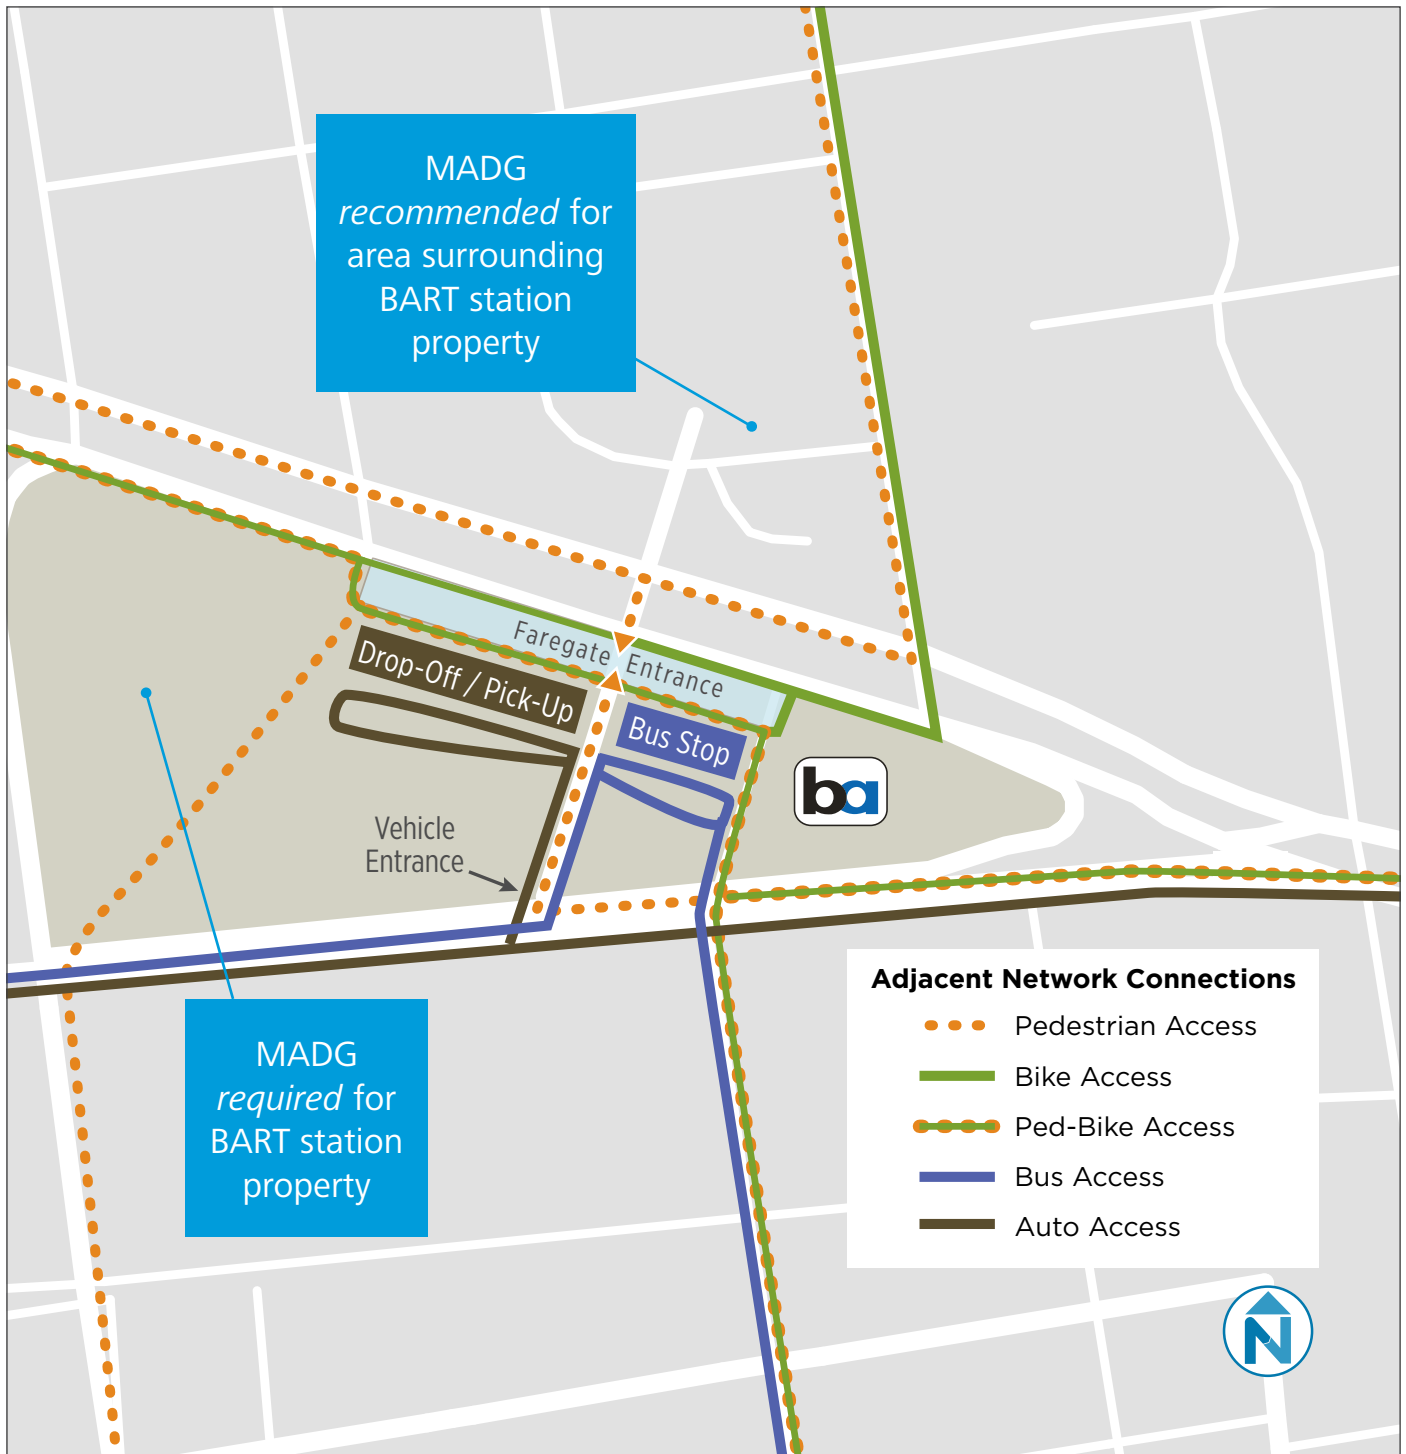 MADG
recommended for
area surrounding
BART station
property
Faregate Entrance
Drop-Off / Pick-Up
Bus Stop
ba
Vehicle
Entrance
MADG
required for
BART station
property
Adjacent Network Connections
Pedestrian Access
Bike Access
Ped-Bike Access
Bus Access
Auto Access
N